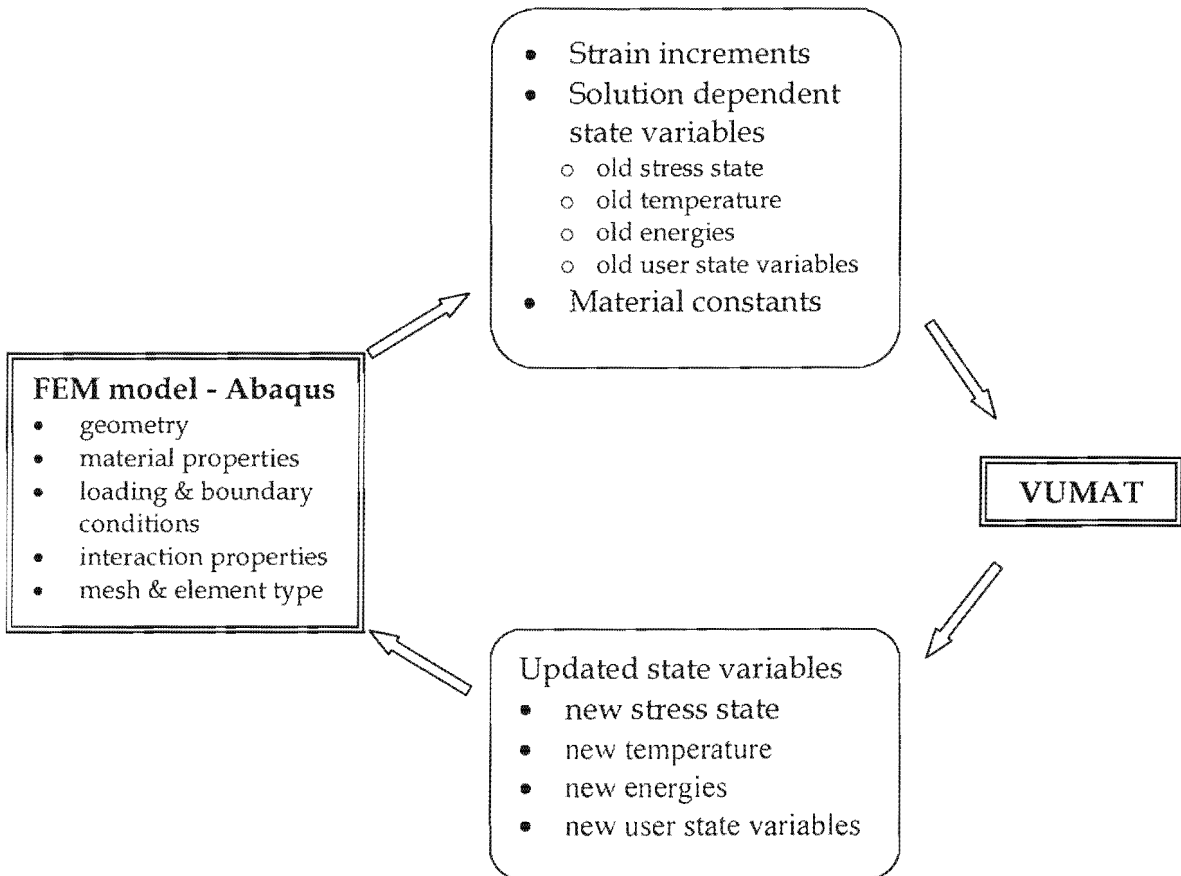 • Strain increments
• Solution dependent
state variables
○ old stress state
○ old temperature
○ old energies
○ old user state variables
• Material constants
FEM model - Abaqus
• geometry
• material properties
• loading & boundary
conditions
• interaction properties
• mesh & element type
VUMAT
Updated state variables
• new stress state
• new temperature
• new energies
• new user state variables